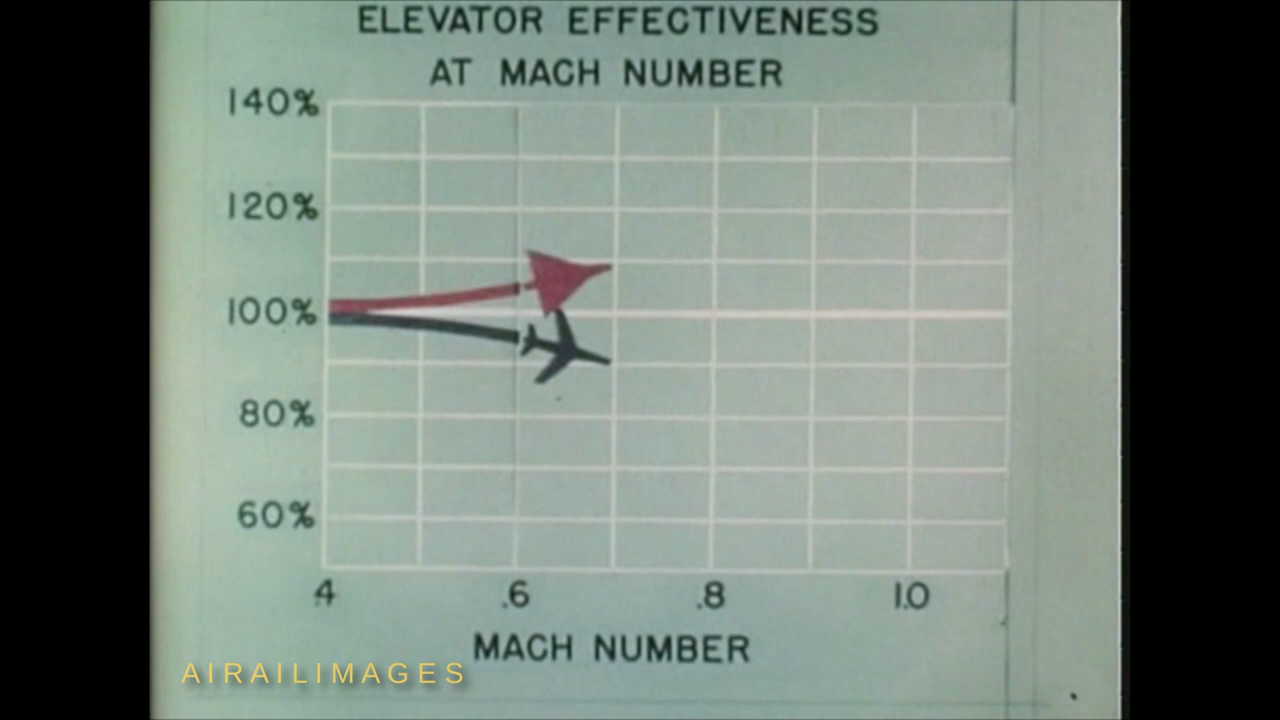 ELEVATOR EFFECTIVENESS
AT MACH NUMBER
140%
120%
100%
80%
60%
.4 .6 .8 1.0
MACH NUMBER
AIRAILIMAGES